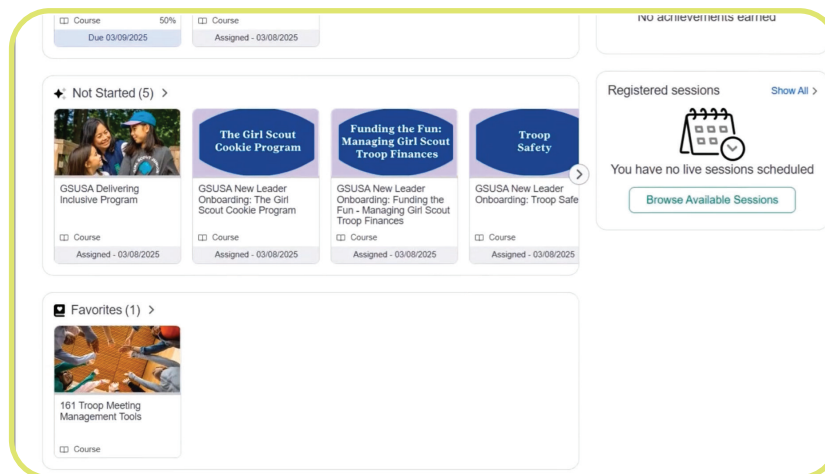 Course 50%
Due 03/09/2025
Course
Assigned - 03/08/2025
No achievements earned
Not Started (5) >
The Girl Scout
Cookie Program
Funding the Fun:
Managing Girl Scout
Troop Finances
Troop
Safety
GSUSA Delivering
Inclusive Program
Course
Assigned - 03/08/2025
GSUSA New Leader
Onboarding: The Girl
Scout Cookie Program
Course
Assigned - 03/08/2025
GSUSA New Leader
Onboarding: Funding the
Fun - Managing Girl Scout
Troop Finances
Course
Assigned - 03/08/2025
GSUSA New Leader
Onboarding: Troop Safe
Course
Assigned - 03/08/2025
Registered sessions
Show All >
You have no live sessions scheduled
Browse Available Sessions
Favorites (1) >
161 Troop Meeting
Management Tools
Course